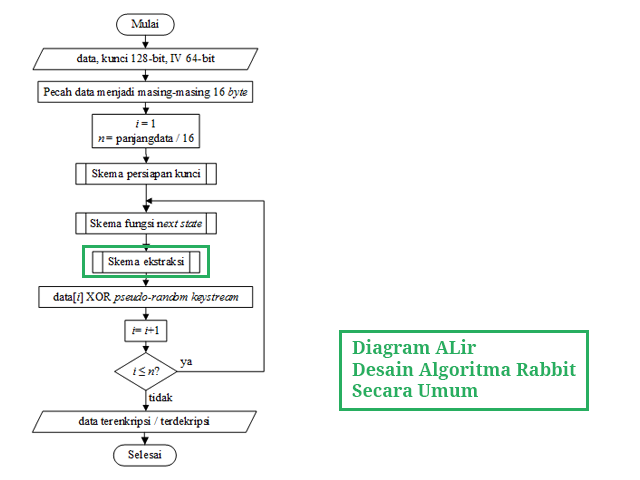 Mulai
data, kunci 128-bit, IV 64-bit
Pecah data menjadi masing-masing 16 byte
i = 1
n = panjangdata / 16
Skema persiapan kunci
Skema fungsi next state
Skema ekstraksi
data[i] XOR pseudo-random keystream
i= i+1
i ≤ n?
ya
tidak
data terenkripsi / terdekripsi
Selesai
Diagram ALir
Desain Algoritma Rabbit
Secara Umum